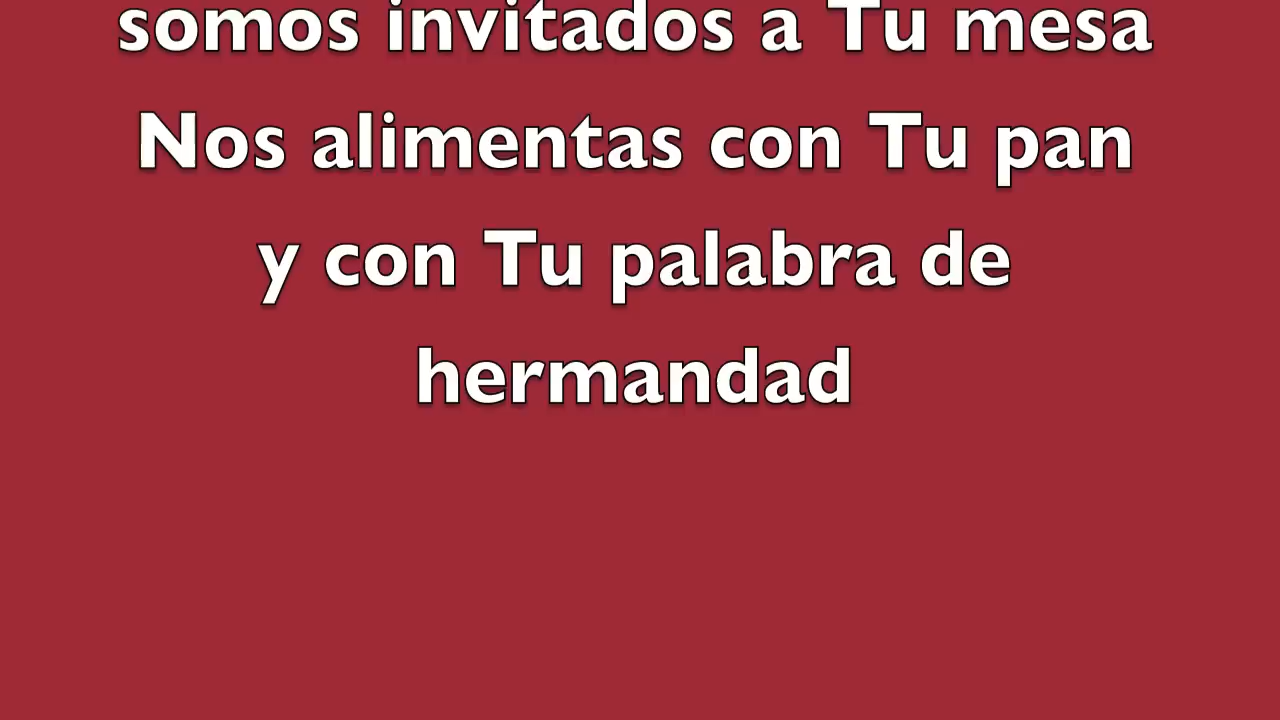 somos invitados a Tu mesa
Nos alimentas con Tu pan
y con Tu palabra de
hermandad